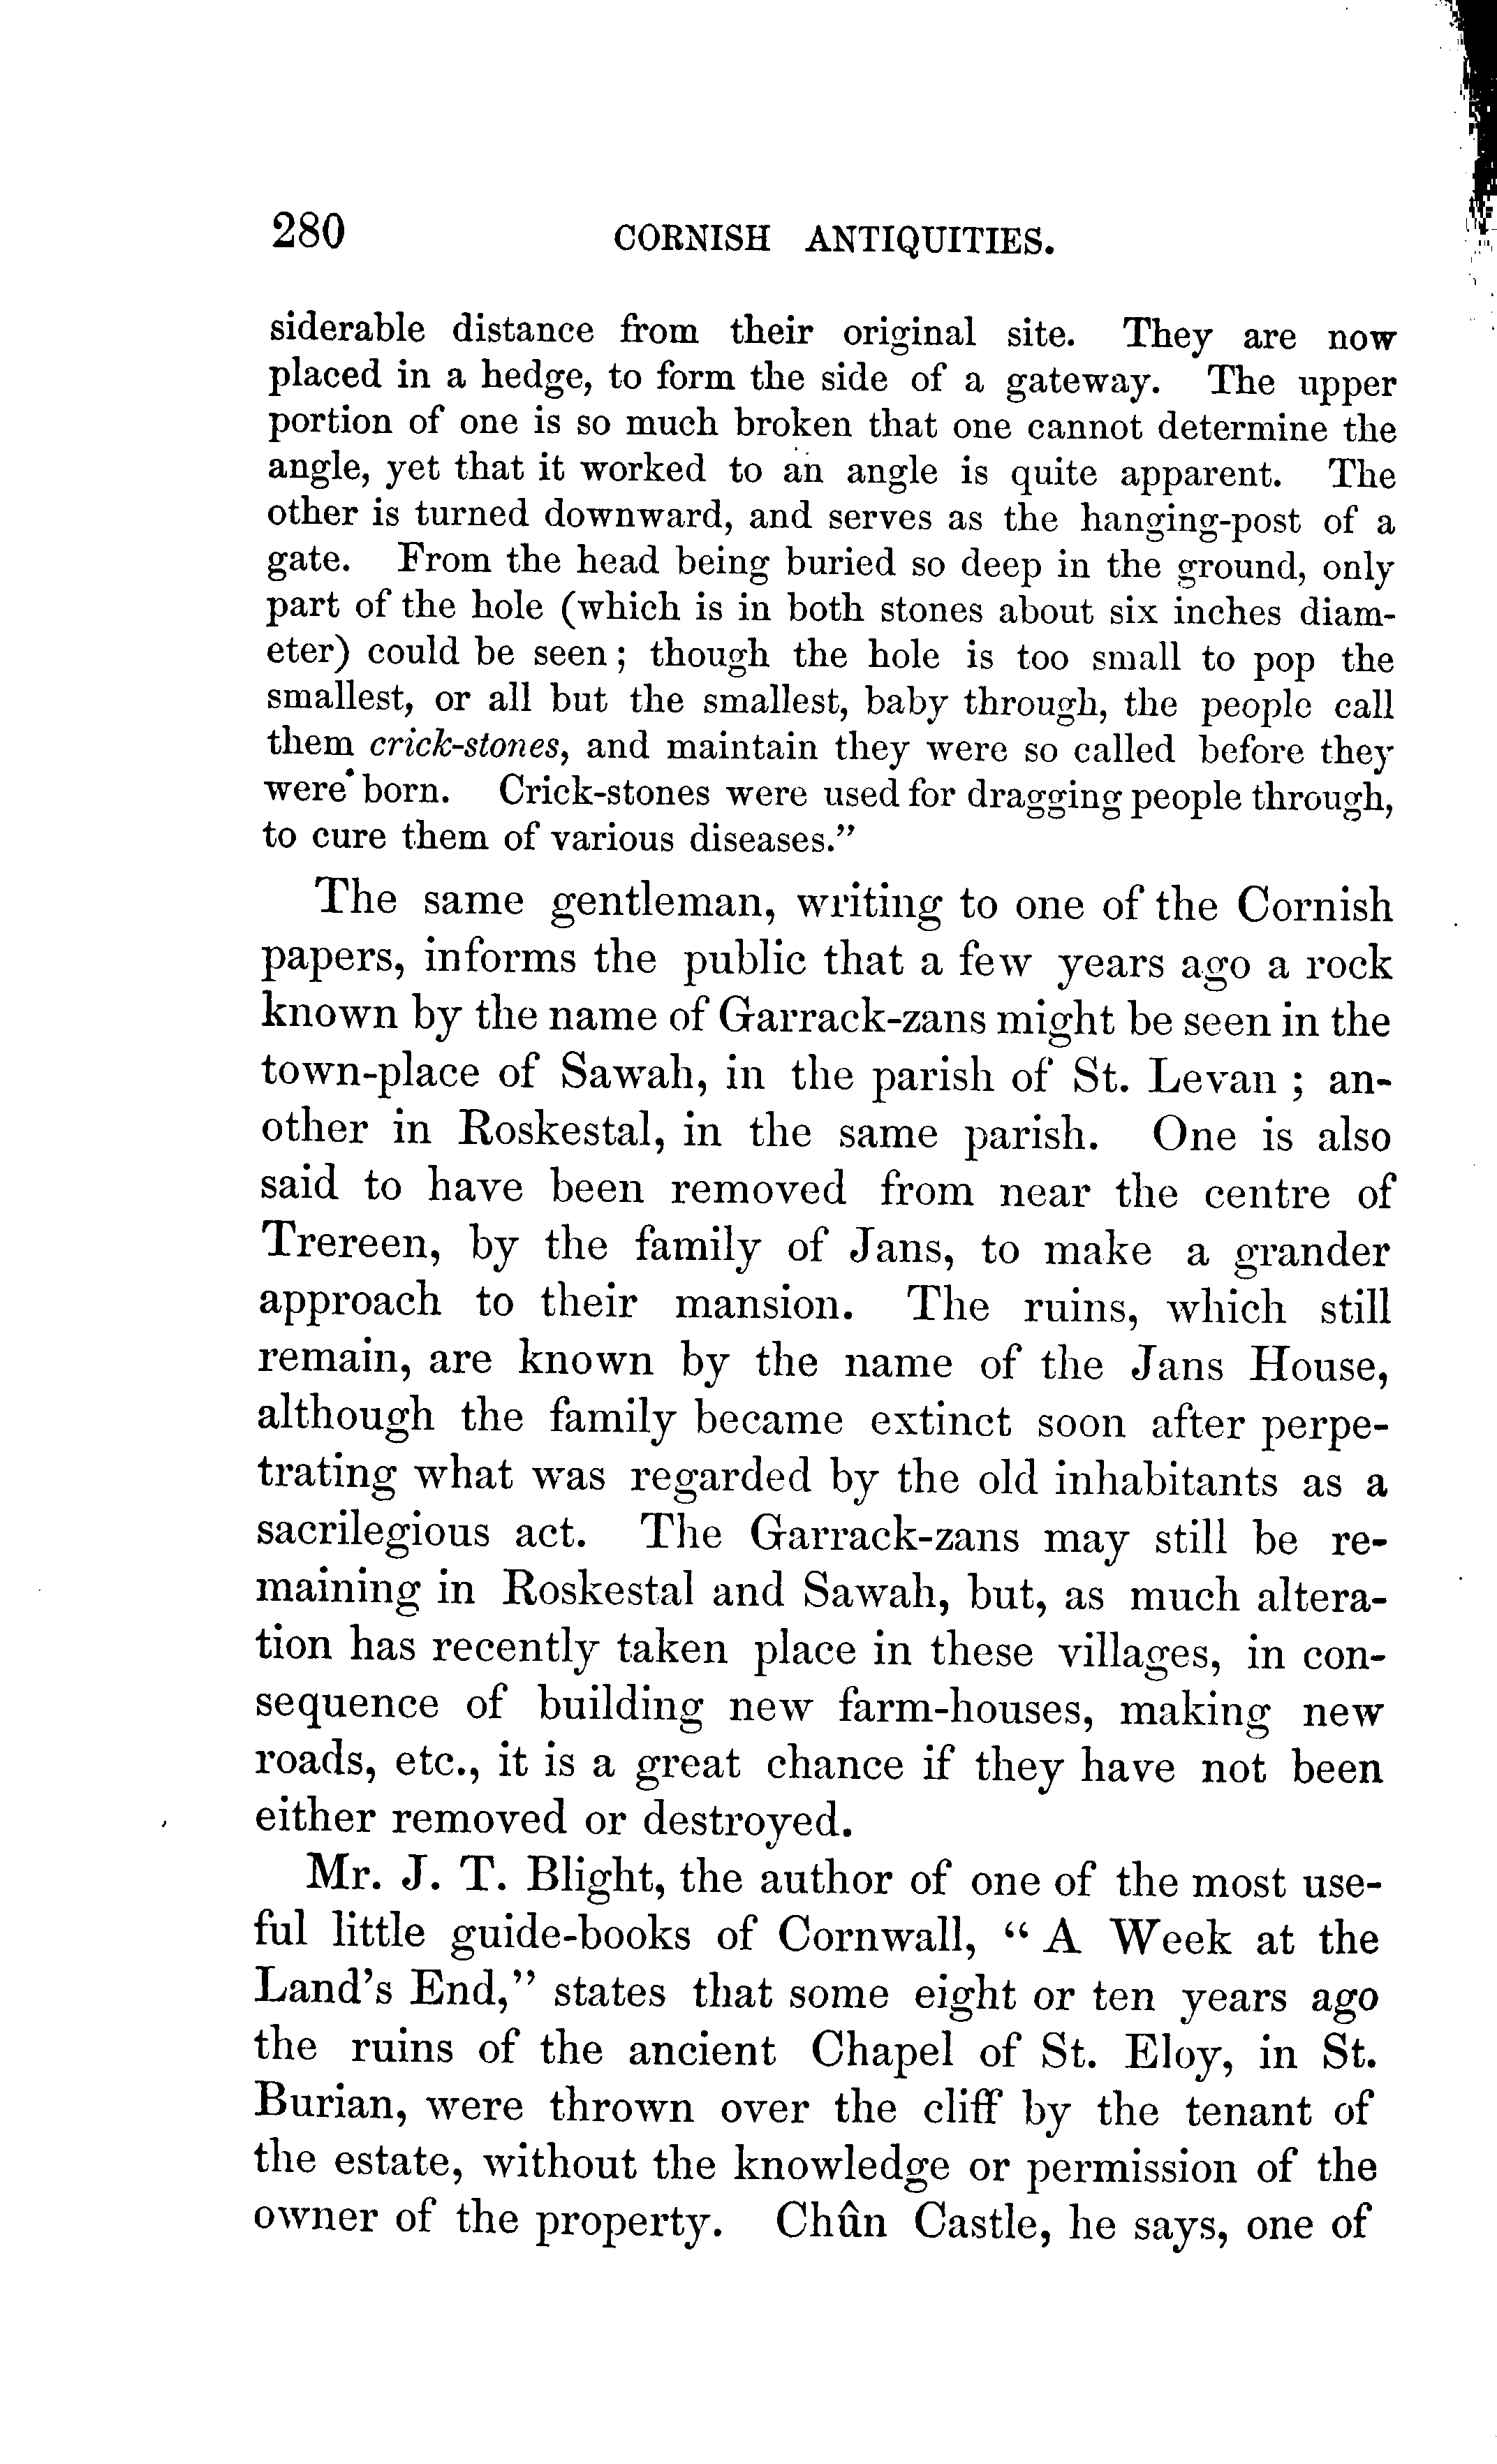 280 CORNISH ANTIQUITIES.
siderable distance from their original site. They are now
placed in a hedge, to form the side of a gateway. The upper
portion of one is so much broken that one cannot determine the
angle, yet that it worked to an angle is quite apparent. The
other is turned downward, and serves as the hanging-post of a
gate. From the head being buried so deep in the ground, only
part of the hole (which is in both stones about six inches diam-
eter) could be seen; though the hole is too small to pop the
smallest, or all but the smallest, baby through, the people call
them crick-stones, and maintain they were so called before they
were born. Crick-stones were used for dragging people through,
to cure them of various diseases.”
The same gentleman, writing to one of the Cornish
papers, informs the public that a few years ago a rock
known by the name of Garrack-zans might be seen in the
town-place of Sawah, in the parish of St. Levan; an-
other in Roskestal, in the same parish. One is also
said to have been removed from near the centre of
Trereen, by the family of Jans, to make a grander
approach to their mansion. The ruins, which still
remain, are known by the name of the Jans House,
although the family became extinct soon after perpe-
trating what was regarded by the old inhabitants as a
sacrilegious act. The Garrack-zans may still be re-
maining in Roskestal and Sawah, but, as much altera-
tion has recently taken place in these villages, in con-
sequence of building new farm-houses, making new
roads, etc., it is a great chance if they have not been
either removed or destroyed.
Mr. J. T. Blight, the author of one of the most use-
ful little guide-books of Cornwall, “A Week at the
Land's End,” states that some eight or ten years ago
the ruins of the ancient Chapel of St. Eloy, in St.
Burian, were thrown over the cliff by the tenant of
the estate, without the knowledge or permission of the
owner of the property. Chûn Castle, he says, one of